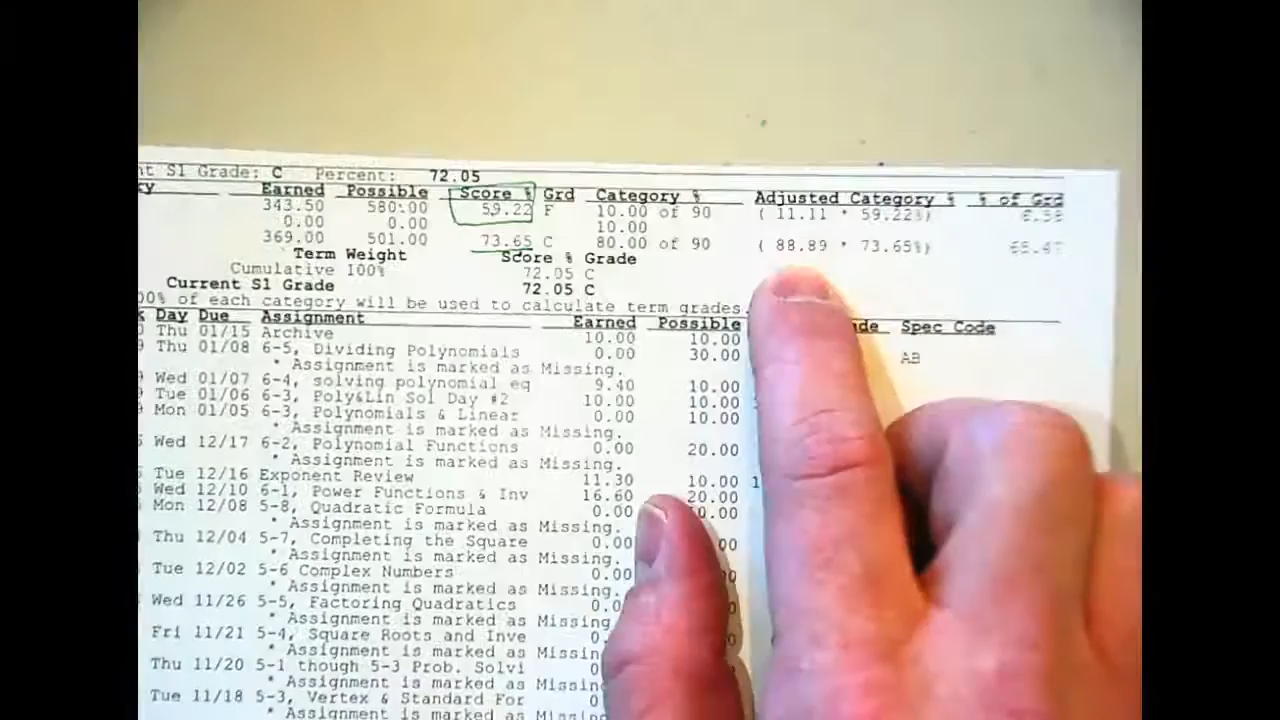 nt S1 Grade: C Percent: 72.05
ry Earned Possible Score % Grd Category % Adjusted Category % % of Grd
343.50 580.00 59.22 F 10.00 of 90 ( 11.11 * 59.22%) 6.58
0.00 0.00 10.00
369.00 501.00 73.65 C 80.00 of 90 ( 88.89 * 73.65%) 65.47
Term Weight Score % Grade
Cumulative 100% 72.05 C
Current S1 Grade 72.05 C
00% of each category will be used to calculate term grades.
Day Due Assignment Earned Possible Spec Code
Thu 01/15 Archive 10.00 10.00
Thu 01/08 6-5, Dividing Polynomials 0.00 30.00 AB
* Assignment is marked as Missing.
Wed 01/07 6-4, solving polynomial eq 9.40 10.00
Tue 01/06 6-3, Poly&Lin Sol Day #2 10.00 10.00
Mon 01/05 6-3, Polynomials & Linear 0.00 10.00
* Assignment is marked as Missing.
Wed 12/17 6-2, Polynomial Functions 0.00 20.00
* Assignment is marked as Missing.
Tue 12/16 Exponent Review 11.30 10.00 1
Wed 12/10 6-1, Power Functions & Inv 16.60 20.00
Mon 12/08 5-8, Quadratic Formula 0.00
* Assignment is marked as Missing.
Thu 12/04 5-7, Completing the Square 0.00
* Assignment is marked as Missing.
Tue 12/02 5-6 Complex Numbers 0.00
* Assignment is marked as Missing.
Wed 11/26 5-5, Factoring Quadratics 0.0
* Assignment is marked as Missing
Fri 11/21 5-4, Square Roots and Inve 0.
* Assignment is marked as Missin
Thu 11/20 5-1 though 5-3 Prob. Solvi 0
* Assignment is marked as Missin
Tue 11/18 5-3, Vertex & Standard For 0
* Assignment is marked as Missin